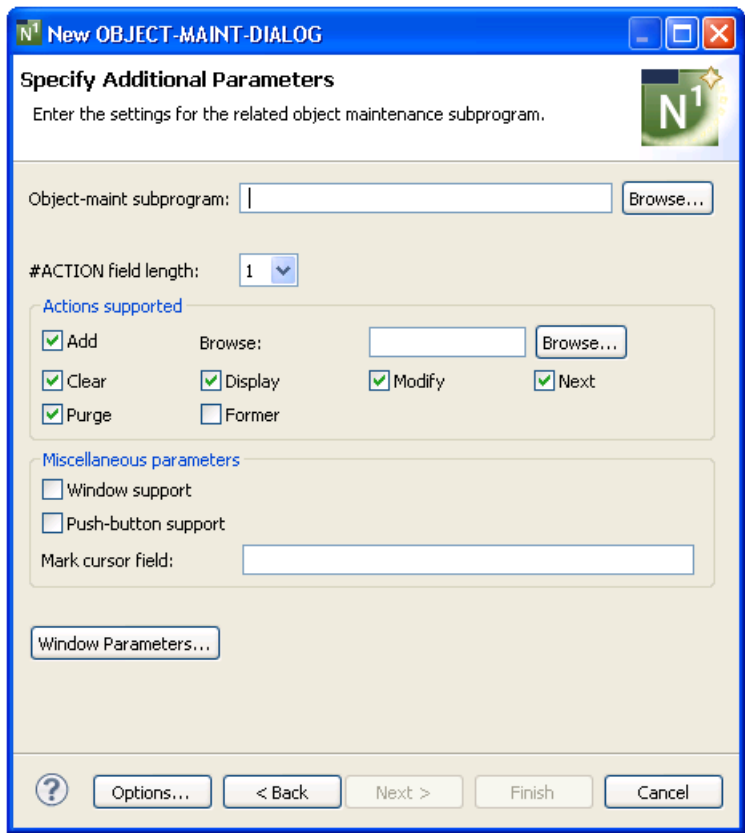 N1 New OBJECT-MAINT-DIALOG
Specify Additional Parameters
Enter the settings for the related object maintenance subprogram.
N1
Object-maint subprogram: Browse...
#ACTION field length: 1
Actions supported
Add Browse: Browse...
Clear Display Modify Next
Purge Former
Miscellaneous parameters
Window support
Push-button support
Mark cursor field:
Window Parameters...
? Options... < Back Next > Finish Cancel